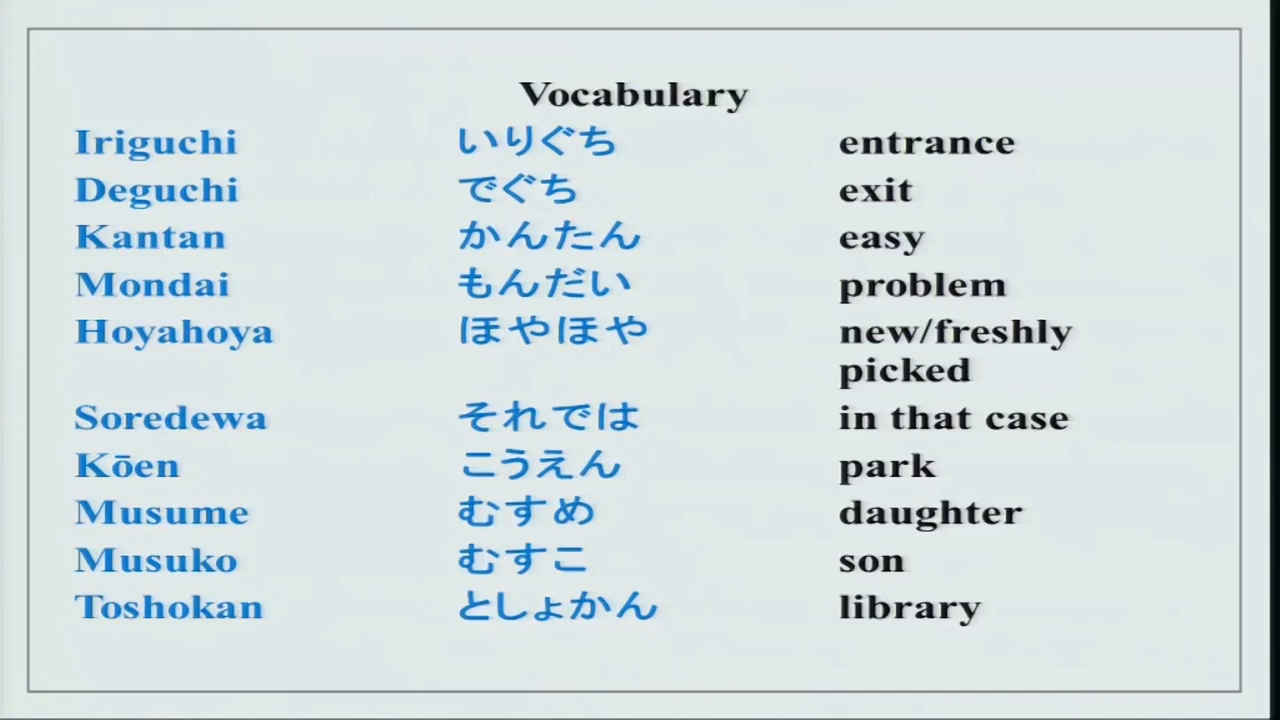 Vocabulary
Iriguchi いりぐち entrance
Deguchi でぐち exit
Kantan かんたん easy
Mondai もんだい problem
Hoyahoya ほやほや new/freshly
picked
Soredewa それでは in that case
Kōen こうえん park
Musume むすめ daughter
Musuko むすこ son
Toshokan としょかん library